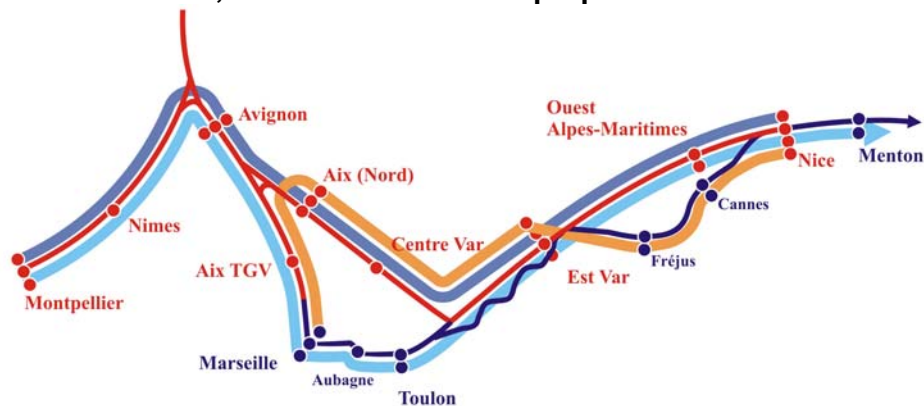 Avignon
Ouest
Alpes-Maritimes
Menton
Nice
Aix (Nord)
Cannes
Nimes
Centre Var
Fréjus
Aix TGV
Est Var
Montpellier
Marseille
Aubagne
Toulon